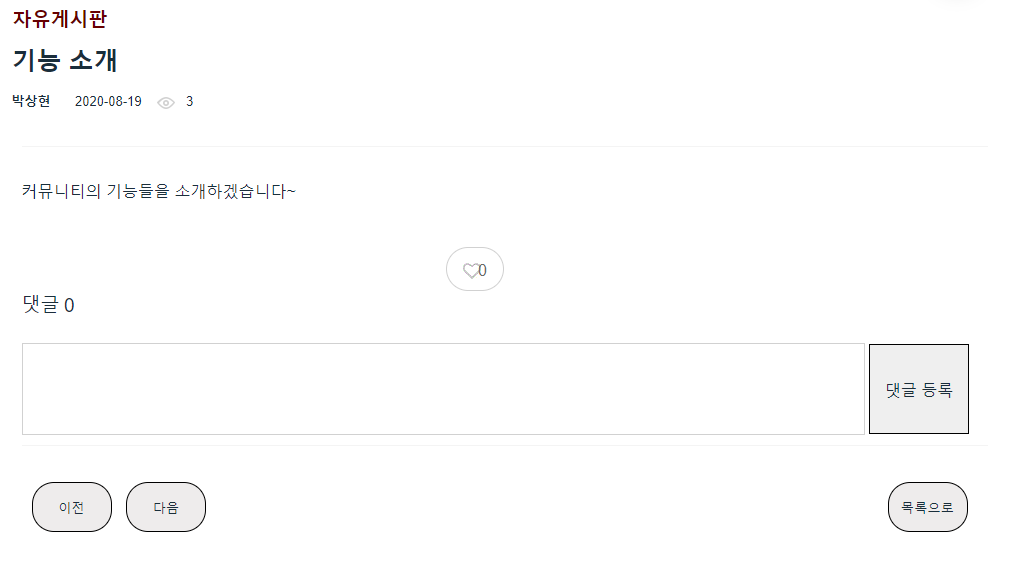 자유게시판
기능 소개
박상현 2020-08-19 3
커뮤니티의 기능들을 소개하겠습니다~
0
댓글 0
댓글 등록
이전 다음 목록으로